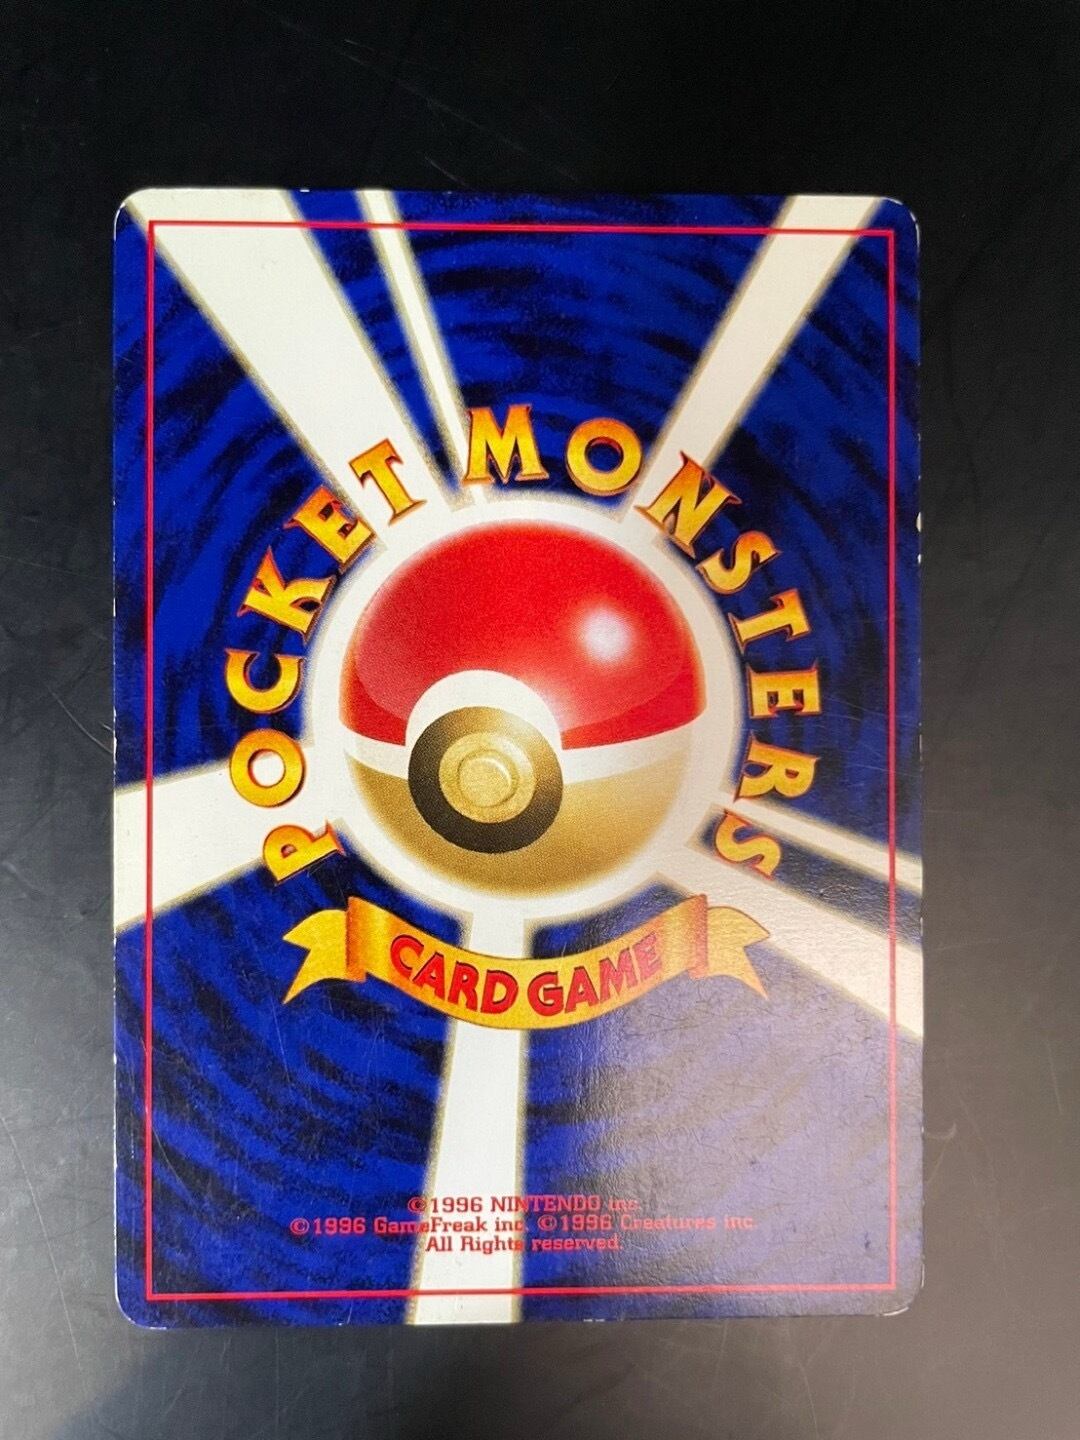 POCKET MONSTERS
CARD GAME
©1996 NINTENDO inc.
©1996 GameFreak inc. ©1996 Creatures inc.
All Rights reserved.